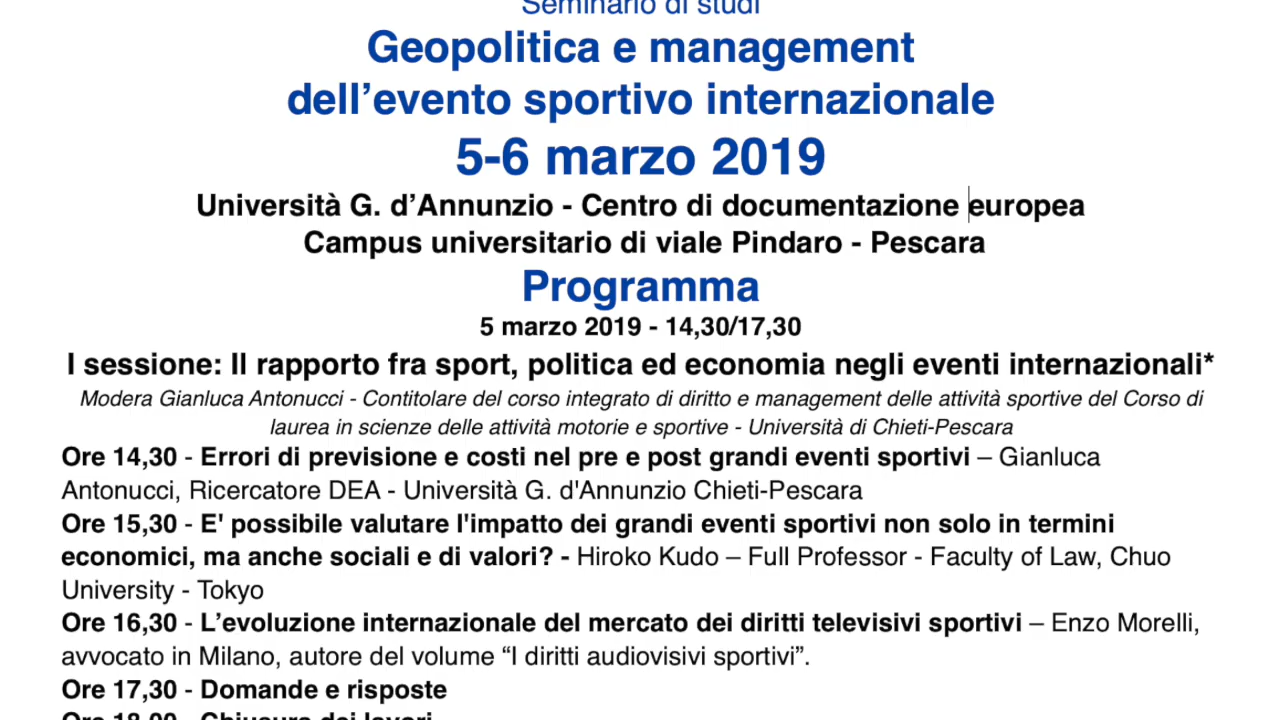 Seminario di studi
Geopolitica e management
dell’evento sportivo internazionale
5-6 marzo 2019
Università G. d’Annunzio - Centro di documentazione europea
Campus universitario di viale Pindaro - Pescara
Programma
5 marzo 2019 - 14,30/17,30
I sessione: Il rapporto fra sport, politica ed economia negli eventi internazionali*
Modera Gianluca Antonucci - Contitolare del corso integrato di diritto e management delle attività sportive del Corso di
laurea in scienze delle attività motorie e sportive - Università di Chieti-Pescara
Ore 14,30 - Errori di previsione e costi nel pre e post grandi eventi sportivi – Gianluca
Antonucci, Ricercatore DEA - Università G. d'Annunzio Chieti-Pescara
Ore 15,30 - E' possibile valutare l'impatto dei grandi eventi sportivi non solo in termini
economici, ma anche sociali e di valori? - Hiroko Kudo – Full Professor - Faculty of Law, Chuo
University - Tokyo
Ore 16,30 - L’evoluzione internazionale del mercato dei diritti televisivi sportivi – Enzo Morelli,
avvocato in Milano, autore del volume “I diritti audiovisivi sportivi”.
Ore 17,30 - Domande e risposte
Ore 18,00 - Chiusura dei lavori